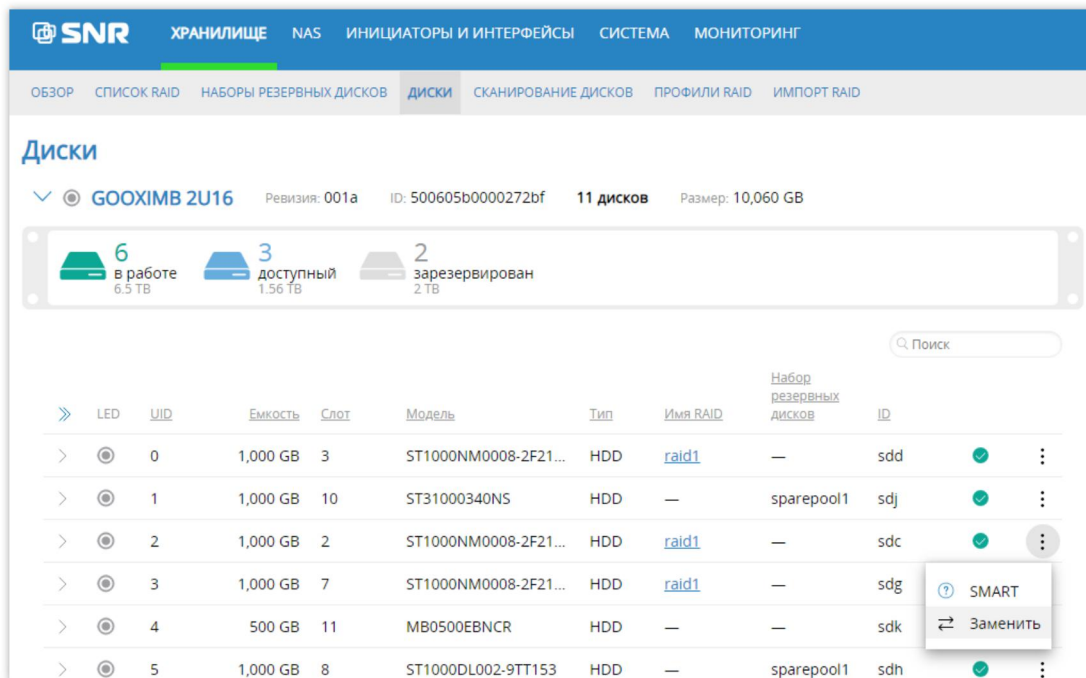 SNR ХРАНИЛИЩЕ NAS ИНИЦИАТОРЫ И ИНТЕРФЕЙСЫ СИСТЕМА МОНИТОРИНГ
ОБЗОР СПИСОК RAID НАБОРЫ РЕЗЕРВНЫХ ДИСКОВ ДИСКИ СКАНИРОВАНИЕ ДИСКОВ ПРОФИЛИ RAID ИМПОРТ RAID
Диски
GOOXIMB 2U16 Ревизия: 001a ID: 500605b0000272bf 11 дисков Размер: 10,060 GB
6 3 2
в работе доступный зарезервирован
6.5 TB 1.56 TB 2 TB
Поиск
Набор
резервных
LED UID Емкость Слот Модель Тип Имя RAID дисков ID
0 1,000 GB 3 ST1000NM0008-2F21... HDD raid1 — sdd
1 1,000 GB 10 ST31000340NS HDD — sparepool1 sdj
2 1,000 GB 2 ST1000NM0008-2F21... HDD raid1 — sdc
3 1,000 GB 7 ST1000NM0008-2F21... HDD raid1 — sdg
SMART
4 500 GB 11 MB0500EBNCR HDD — — sdk Заменить
5 1,000 GB 8 ST1000DL002-9TT153 HDD — sparepool1 sdh